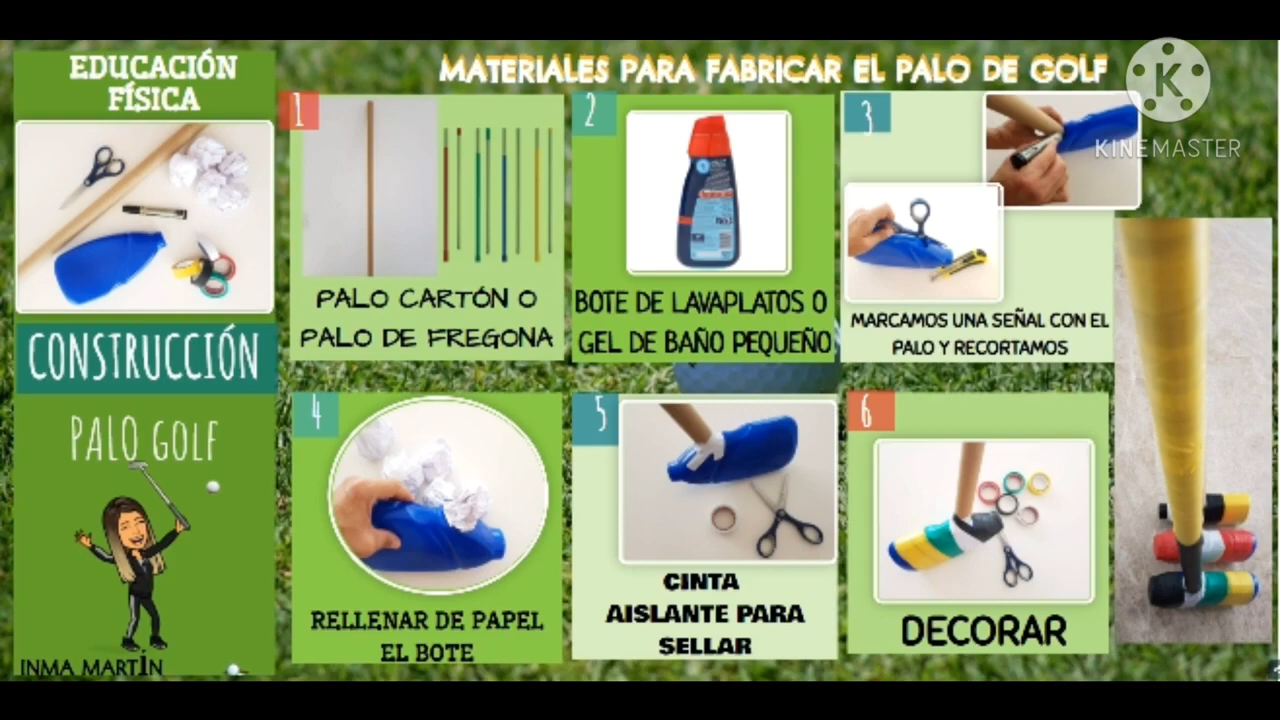 EDUCACIÓN
FÍSICA
CONSTRUCCIÓN
PALO GOLF
INMA MARTÍN
MATERIALES PARA FABRICAR EL PALO DE GOLF
1
PALO CARTÓN O
PALO DE FREGONA
2
BOTE DE LAVAPLATOS O
GEL DE BAÑO PEQUEÑO
3
MARCAMOS UNA SEÑAL CON EL
PALO Y RECORTAMOS
4
RELLENAR DE PAPEL
EL BOTE
5
CINTA
AISLANTE PARA
SELLAR
6
DECORAR
K
KINEMASTER